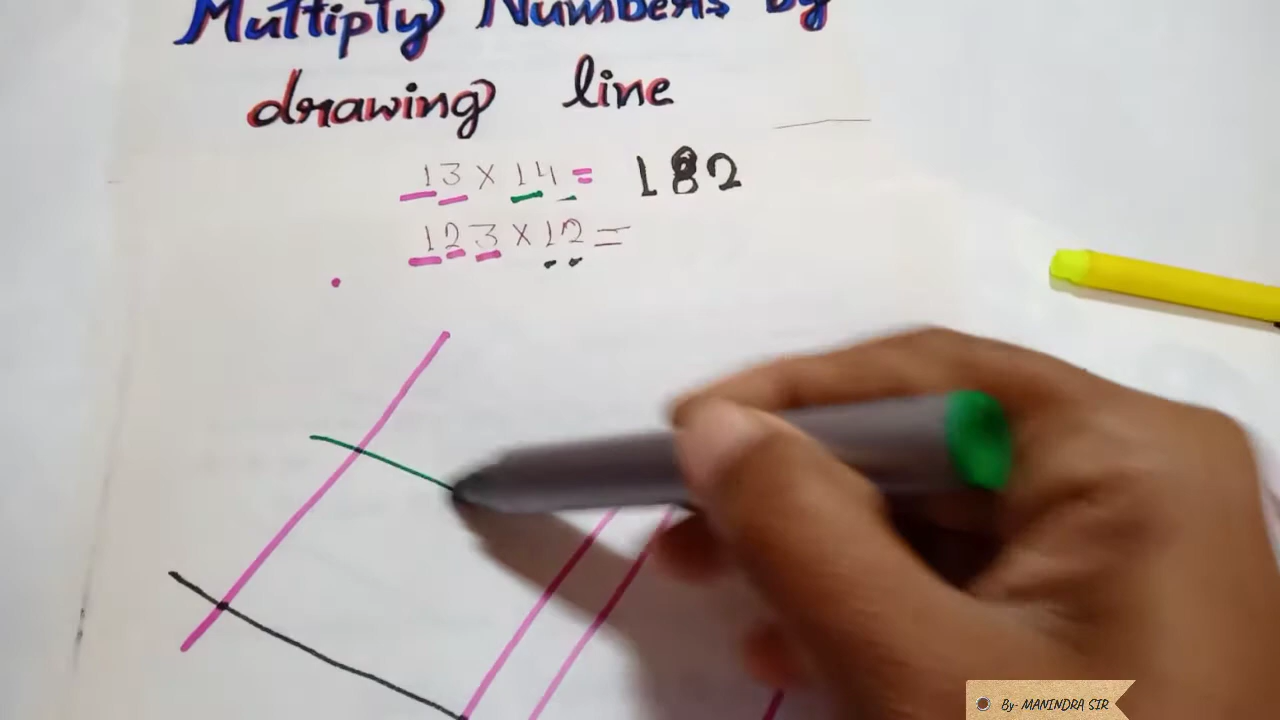 Multiply Numbers By
drawing line
13 x 14 = 182
123 x 12 =
By- MANINDRA SIR